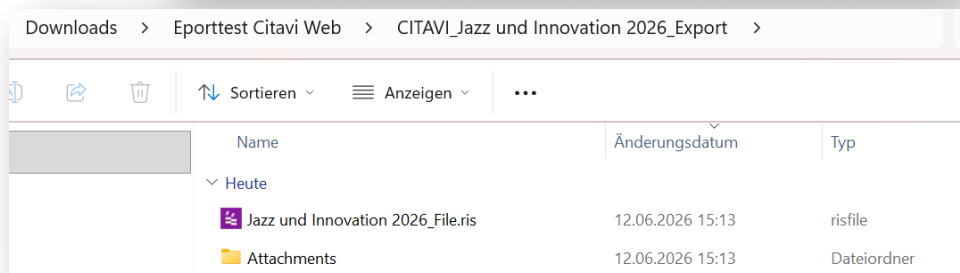 Downloads > Eporttest Citavi Web > CITAVI_Jazz und Innovation 2026_Export >
Sortieren Anzeigen
Name Änderungsdatum Typ
Heute
Jazz und Innovation 2026_File.ris 12.06.2026 15:13 risfile
Attachments 12.06.2026 15:13 Dateiordner